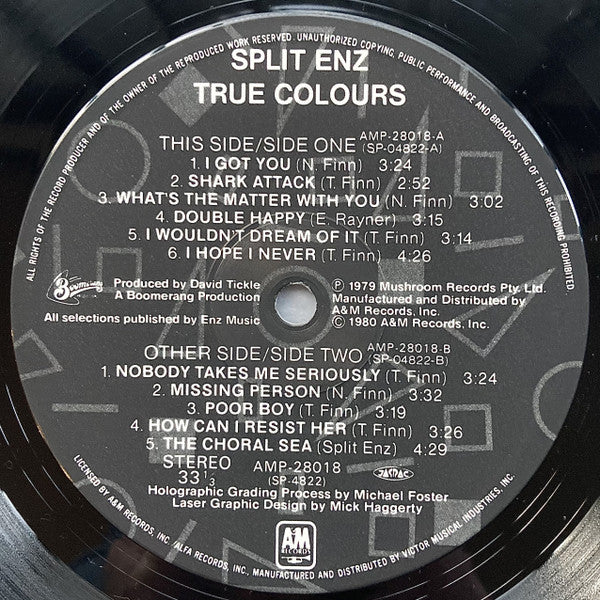 ALL RIGHTS OF THE RECORD PRODUCER AND OF THE OWNER OF THE REPRODUCED WORK RESERVED. UNAUTHORIZED COPYING, PUBLIC PERFORMANCE AND BROADCASTING OF THIS RECORDING PROHIBITED.
SPLIT ENZ
TRUE COLOURS
THIS SIDE/SIDE ONE AMP-28018-A
(SP-04822-A)
1. I GOT YOU (N. Finn) 3:24
2. SHARK ATTACK (T. Finn) 2:52
3. WHAT'S THE MATTER WITH YOU (N. Finn) 3:02
4. DOUBLE HAPPY (E. Rayner) 3:15
5. I WOULDN'T DREAM OF IT (T. Finn) 3:14
6. I HOPE I NEVER (T. Finn) 4:26
Boomerang
Produced by David Tickle
A Boomerang Production
All selections published by Enz Music
Ⓟ 1979 Mushroom Records Pty. Ltd.
Manufactured and Distributed by
A&M Records, Inc.
© 1980 A&M Records, Inc.
OTHER SIDE/SIDE TWO AMP-28018-B
(SP-04822-B)
1. NOBODY TAKES ME SERIOUSLY (T. Finn) 3:24
2. MISSING PERSON (N. Finn) 3:32
3. POOR BOY (T. Finn) 3:19
4. HOW CAN I RESIST HER (T. Finn) 3:26
5. THE CHORAL SEA (Split Enz) 4:29
STEREO AMP-28018 JASRAC
33 1/3 (SP-4822)
Holographic Grading Process by Michael Foster
Laser Graphic Design by Mick Haggerty
A&M
RECORDS
LICENSED BY A&M RECORDS, INC./ALFA RECORDS, INC., MANUFACTURED AND DISTRIBUTED BY VICTOR MUSICAL INDUSTRIES, INC.